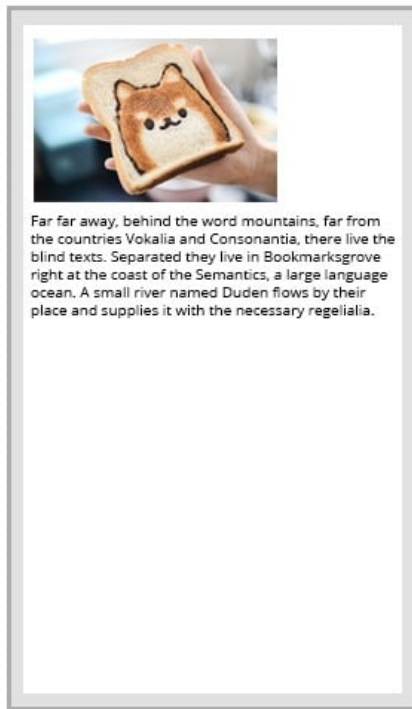 Far far away, behind the word mountains, far from
the countries Vokalia and Consonantia, there live the
blind texts. Separated they live in Bookmarksgrove
right at the coast of the Semantics, a large language
ocean. A small river named Duden flows by their
place and supplies it with the necessary regelialia.